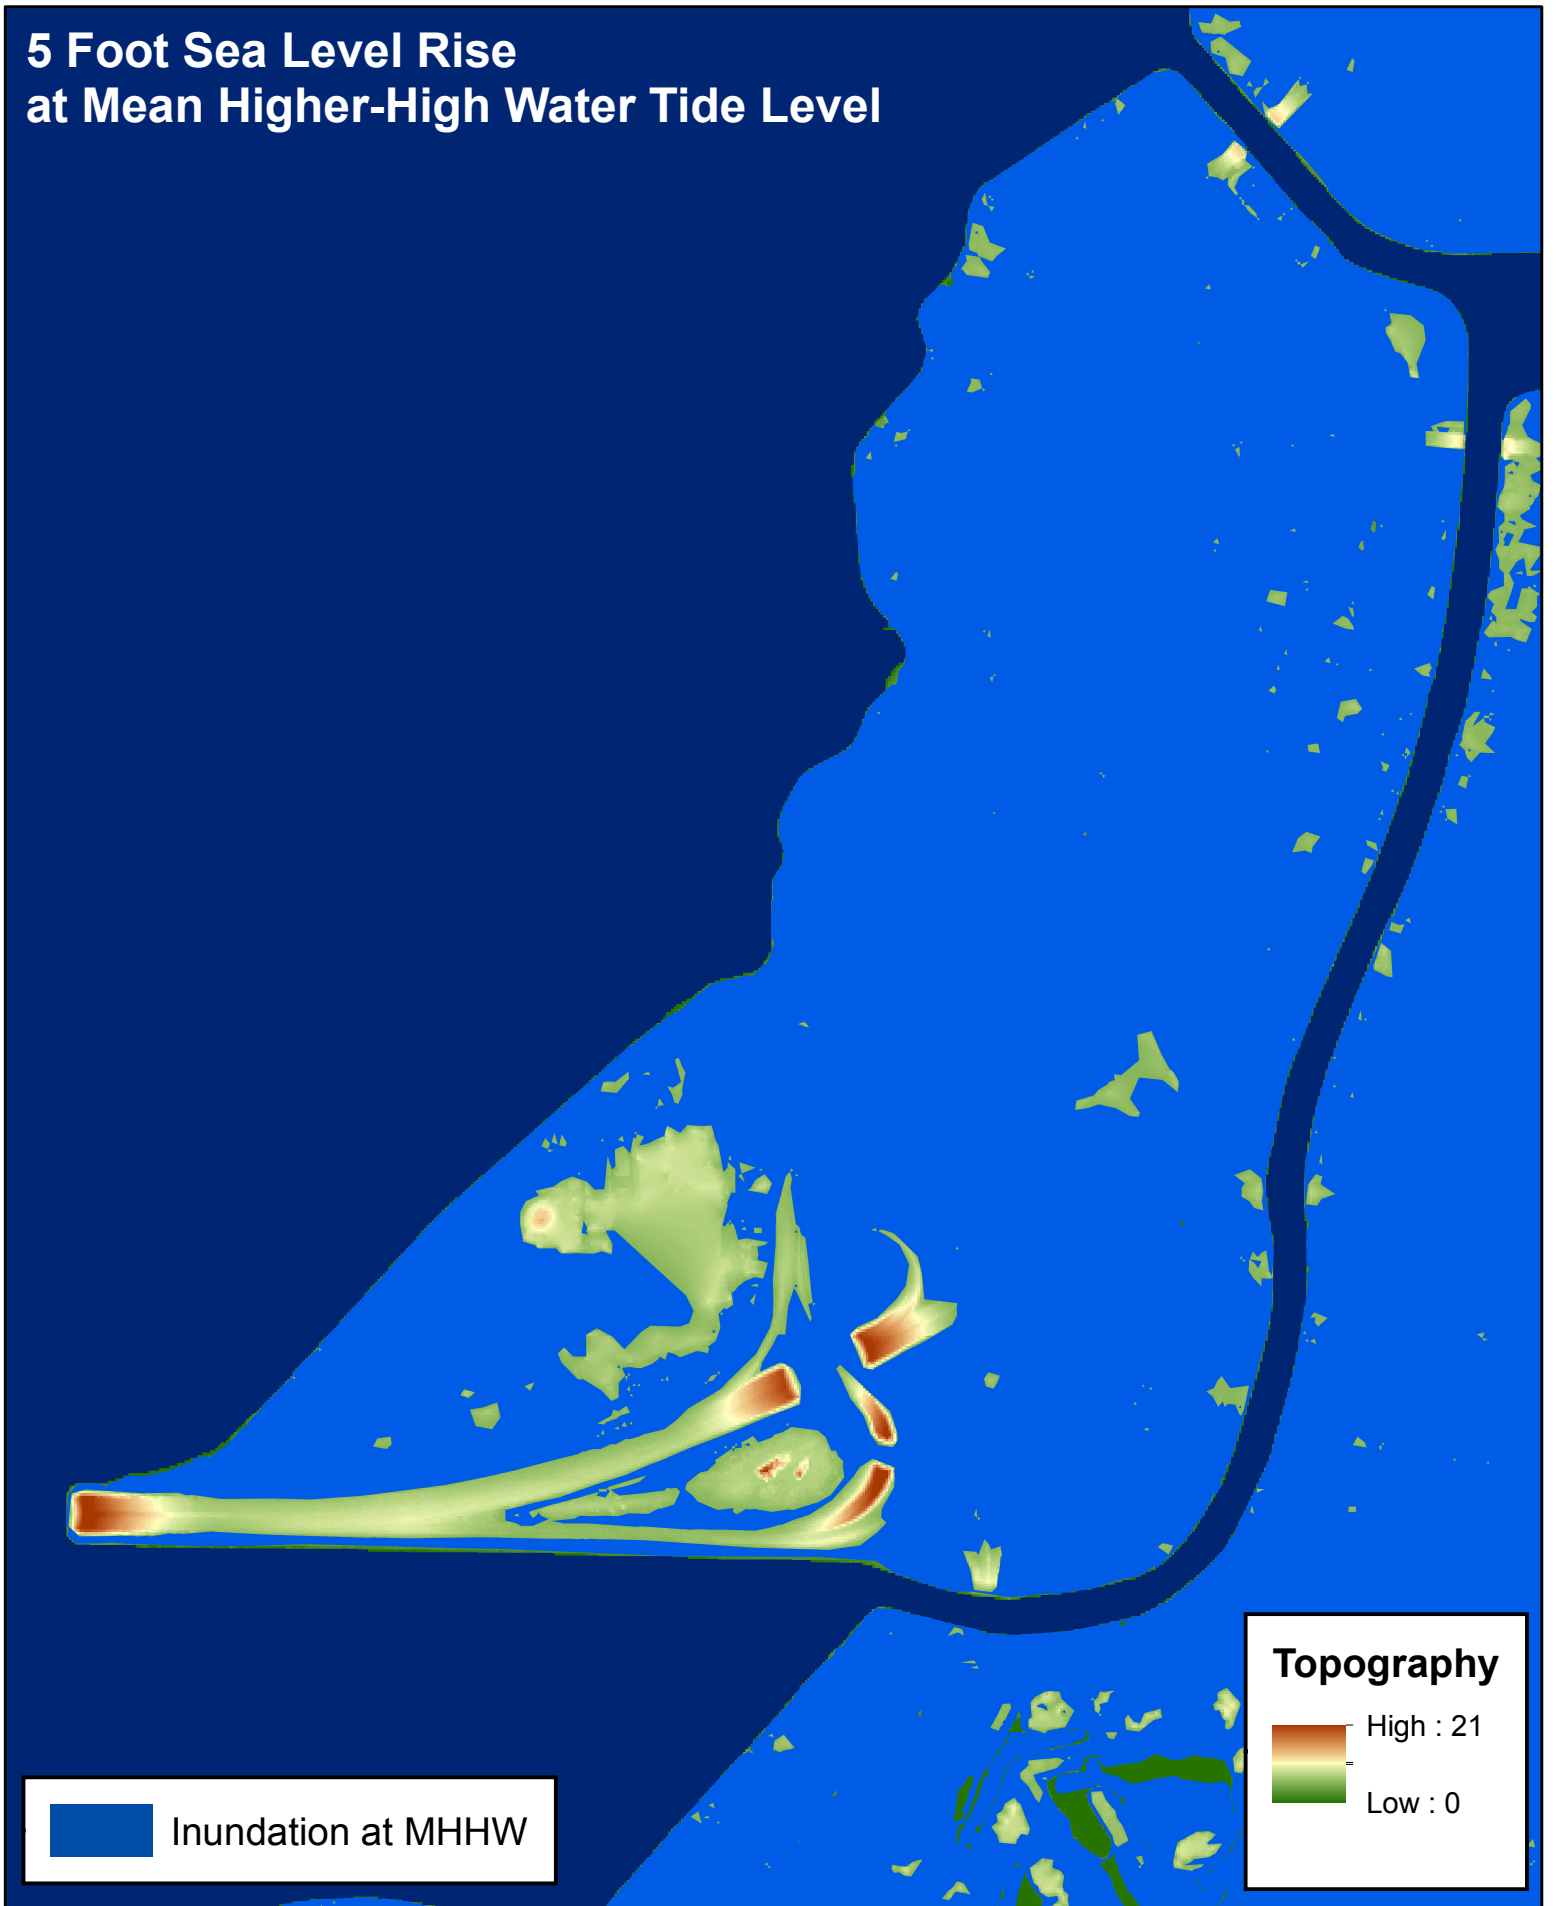 5 Foot Sea Level Rise
at Mean Higher-High Water Tide Level
Topography
High : 21
Low : 0
Inundation at MHHW